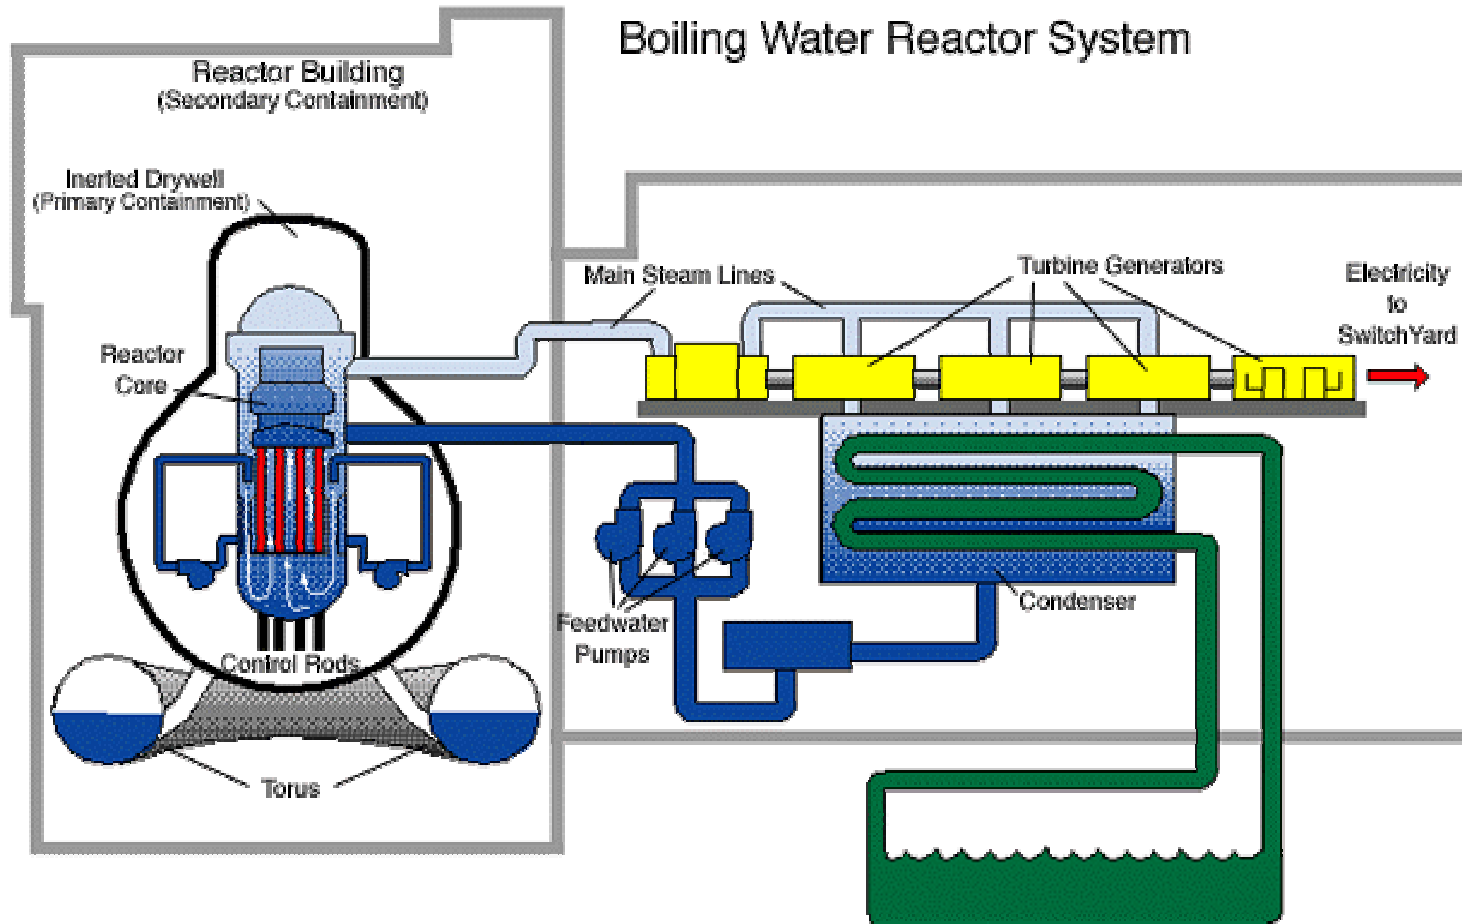 Boiling Water Reactor System
Reactor Building
(Secondary Containment)
Inerted Drywell
(Primary Containment)
Main Steam Lines
Turbine Generators
Electricity
to
SwitchYard
Reactor
Core
Feedwater
Pumps
Condenser
Control Rods
Torus